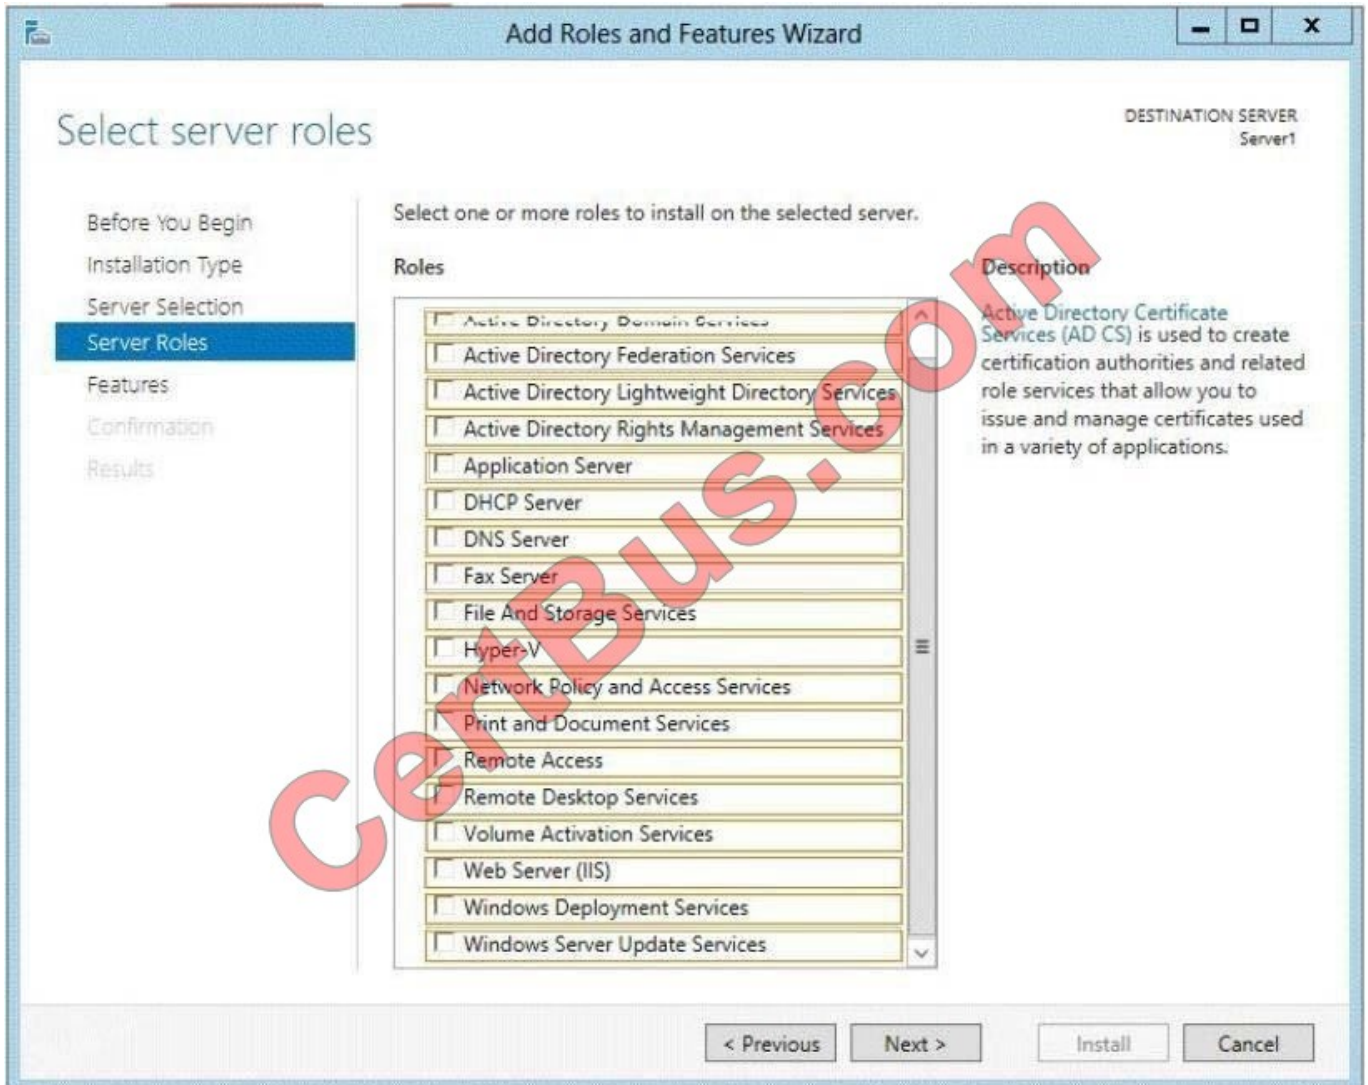 Add Roles and Features Wizard
Select server roles
DESTINATION SERVER
Server1
Before You Begin
Installation Type
Server Selection
Server Roles
Features
Confirmation
Results
Select one or more roles to install on the selected server.
Roles
Active Directory Domain Services
Active Directory Federation Services
Active Directory Lightweight Directory Services
Active Directory Rights Management Services
Application Server
DHCP Server
DNS Server
Fax Server
File And Storage Services
Hyper-V
Network Policy and Access Services
Print and Document Services
Remote Access
Remote Desktop Services
Volume Activation Services
Web Server (IIS)
Windows Deployment Services
Windows Server Update Services
Description
Active Directory Certificate
Services (AD CS) is used to create
certification authorities and related
role services that allow you to
issue and manage certificates used
in a variety of applications.
CertBus.com
< Previous
Next >
Install
Cancel